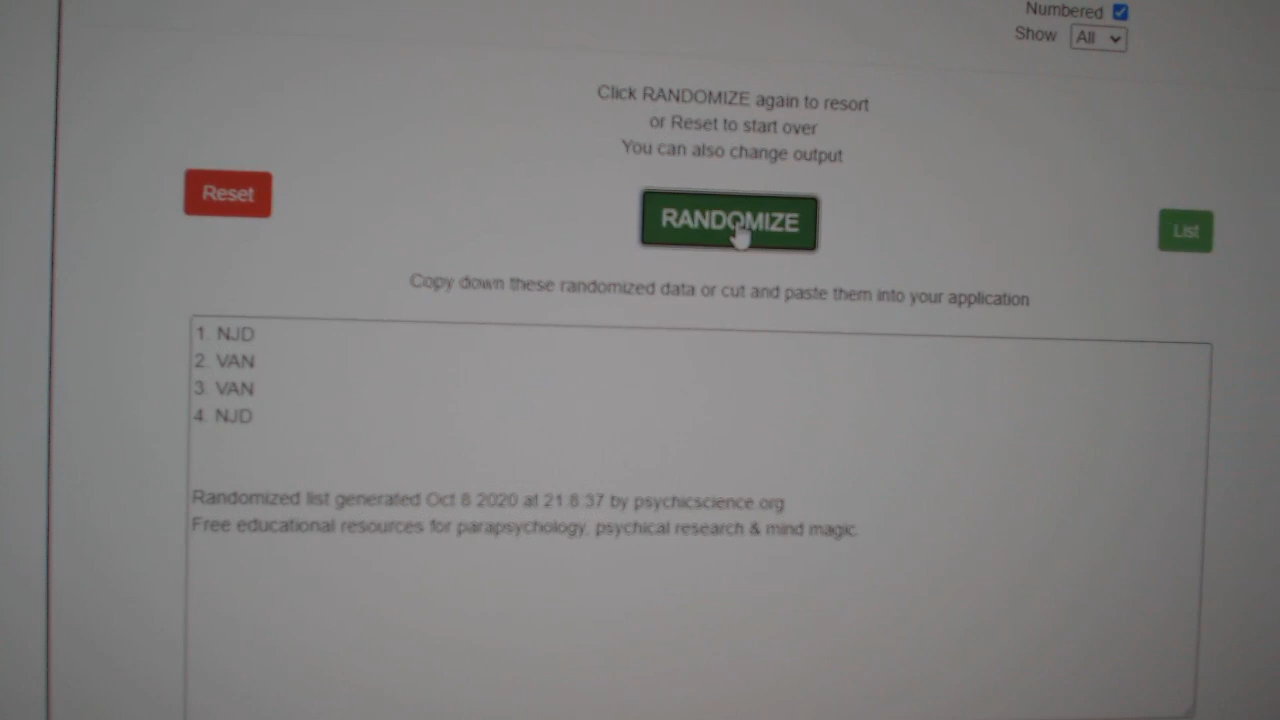 Numbered
Show All
Click RANDOMIZE again to resort
or Reset to start over
You can also change output
Reset
RANDOMIZE
List
Copy down these randomized data or cut and paste them into your application
1. NJD
2. VAN
3. VAN
4. NJD
Randomized list generated Oct 8 2020 at 21:8:37 by psychicscience.org
Free educational resources for parapsychology, psychical research & mind magic.